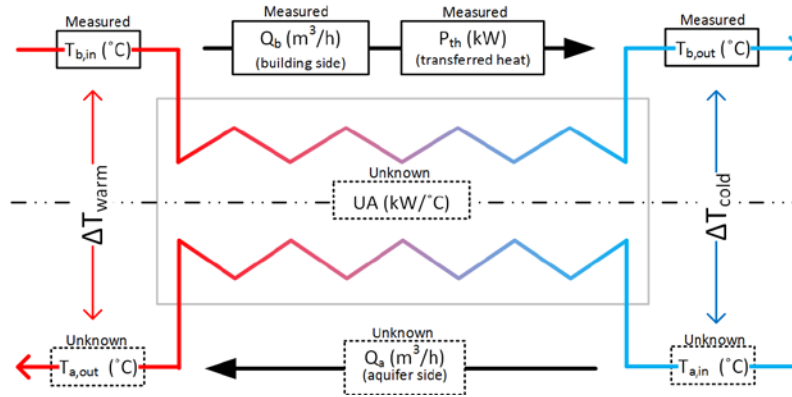 Measured
T_b,in (°C)
Measured
Q_b (m³/h)
(building side)
Measured
P_th (kW)
(transferred heat)
Measured
T_b,out (°C)
ΔT_warm
Unknown
UA (kW/°C)
ΔT_cold
Unknown
T_a,out (°C)
Unknown
Q_a (m³/h)
(aquifer side)
Unknown
T_a,in (°C)